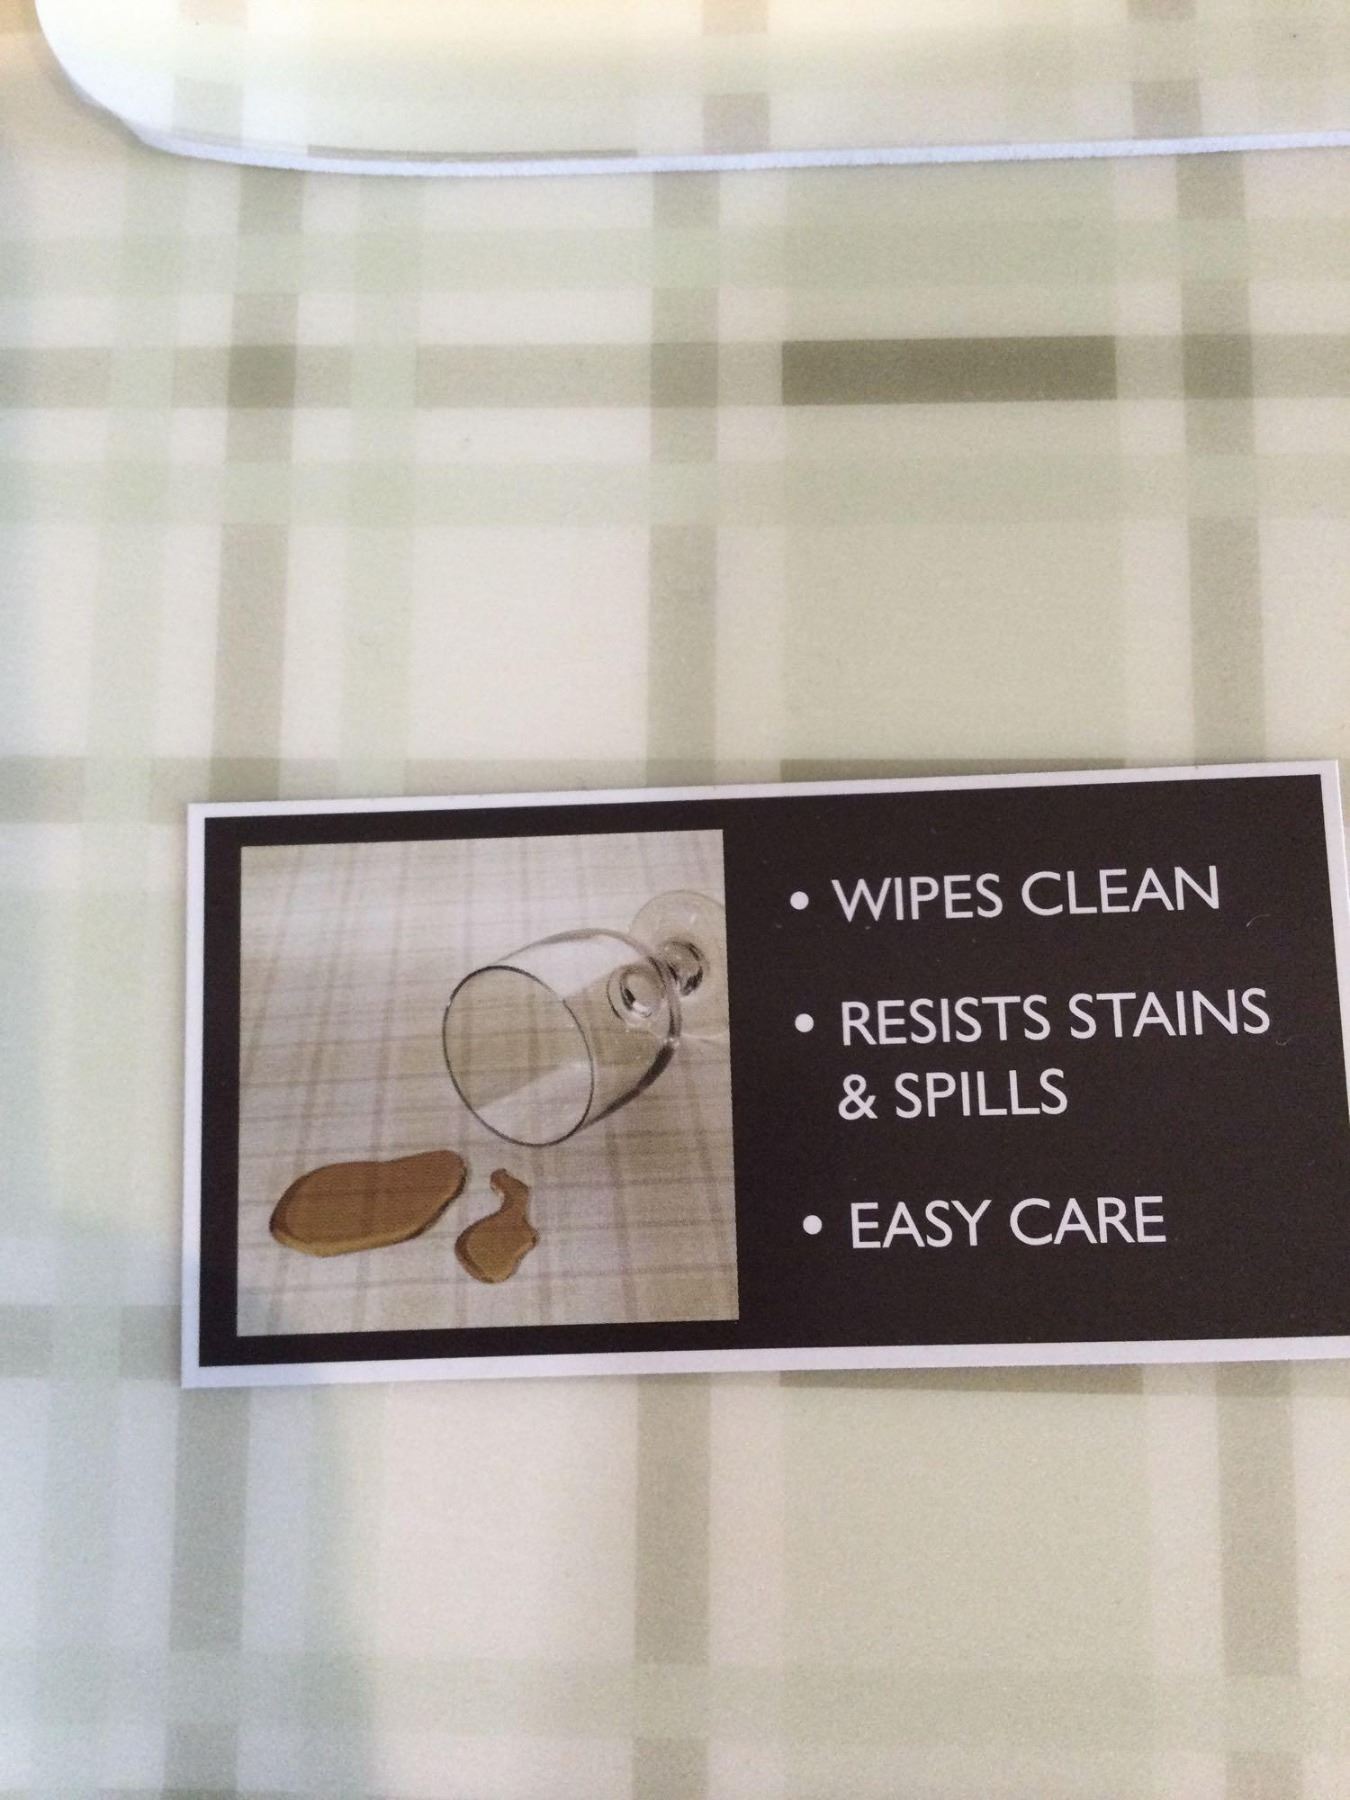 • WIPES CLEAN
• RESISTS STAINS
& SPILLS
• EASY CARE